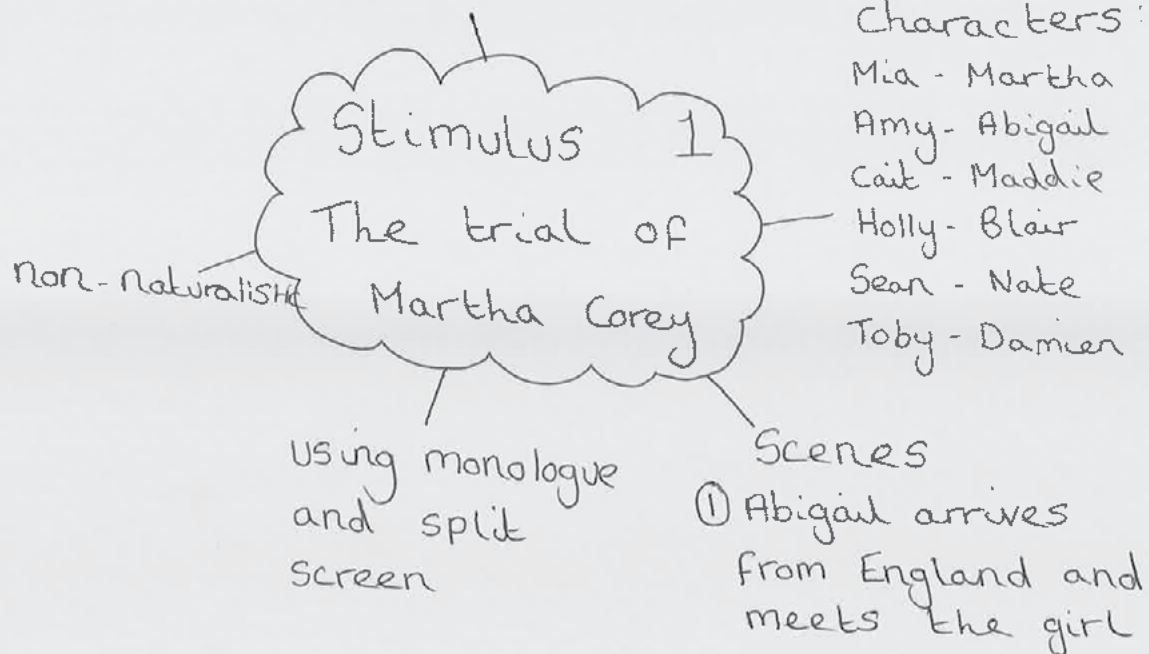 Stimulus 1
The trial of
Martha Corey
Characters:
Mia - Martha
Amy - Abigail
Cait - Maddie
Holly - Blair
Sean - Nate
Toby - Damien
non-naturalistic
using monologue
and split
screen
Scenes
① Abigail arrives
from England and
meets the girl